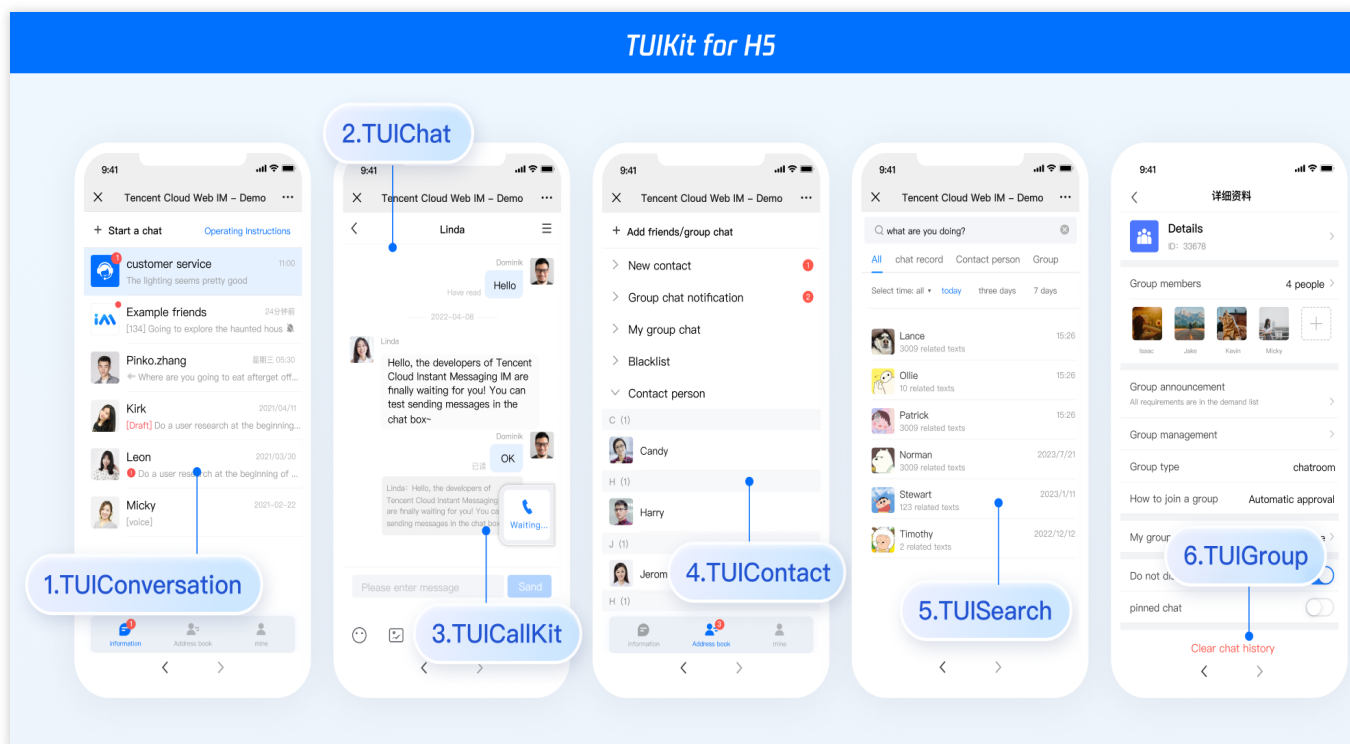 TUIKit for H5
9:41
Tencent Cloud Web IM – Demo
+ Start a chat
Operating Instructions
1
customer service
11:00
The lighting seems pretty good
Example friends
24分钟前
[134] Going to explore the haunted hous
Pinko.zhang
星期三 05:30
Where are you going to eat afterget off...
Kirk
2021/04/11
[Draft] Do a user research at the beginning...
Leon
2021/03/30
Do a user research at the beginning of ...
Micky
2021-02-22
[voice]
1.TUIConversation
1
information
Address book
mine
2.TUIChat
9:41
Tencent Cloud Web IM – Demo
Linda
Dominik
Hello
Have read
2022-04-08
Linda
Hello, the developers of Tencent
Cloud Instant Messaging IM are
finally waiting for you! You can
test sending messages in the
chat box~
Dominik
OK
已读
Linda: Hello, the developers of
Tencent Cloud Instant Messaging
are finally waiting for you! You ca
sending messages in the chat box
Waiting...
Please enter message
Send
3.TUICallKit
9:41
Tencent Cloud Web IM – Demo
+ Add friends/group chat
New contact
1
Group chat notification
2
My group chat
Blacklist
Contact person
C (1)
Candy
H (1)
Harry
J (1)
Jerom
H (1)
4.TUIContact
3
information
Address book
mine
9:41
Tencent Cloud Web IM – Demo
what are you doing?
All
chat record
Contact person
Group
Select time: all
today
three days
7 days
Lance
15:26
3009 related texts
Ollie
15:26
10 related texts
Patrick
15:26
3009 related texts
Norman
2023/7/21
3009 related texts
Stewart
2023/1/11
123 related texts
Timothy
2022/12/12
2 related texts
5.TUISearch
9:41
详细资料
Details
ID: 33678
Group members
4 people
Isaac
Jake
Kevin
Micky
Group announcement
All requirements are in the demand list
Group management
Group type
chatroom
How to join a group
Automatic approval
My group
Do not di
6.TUIGroup
pinned chat
Clear chat history